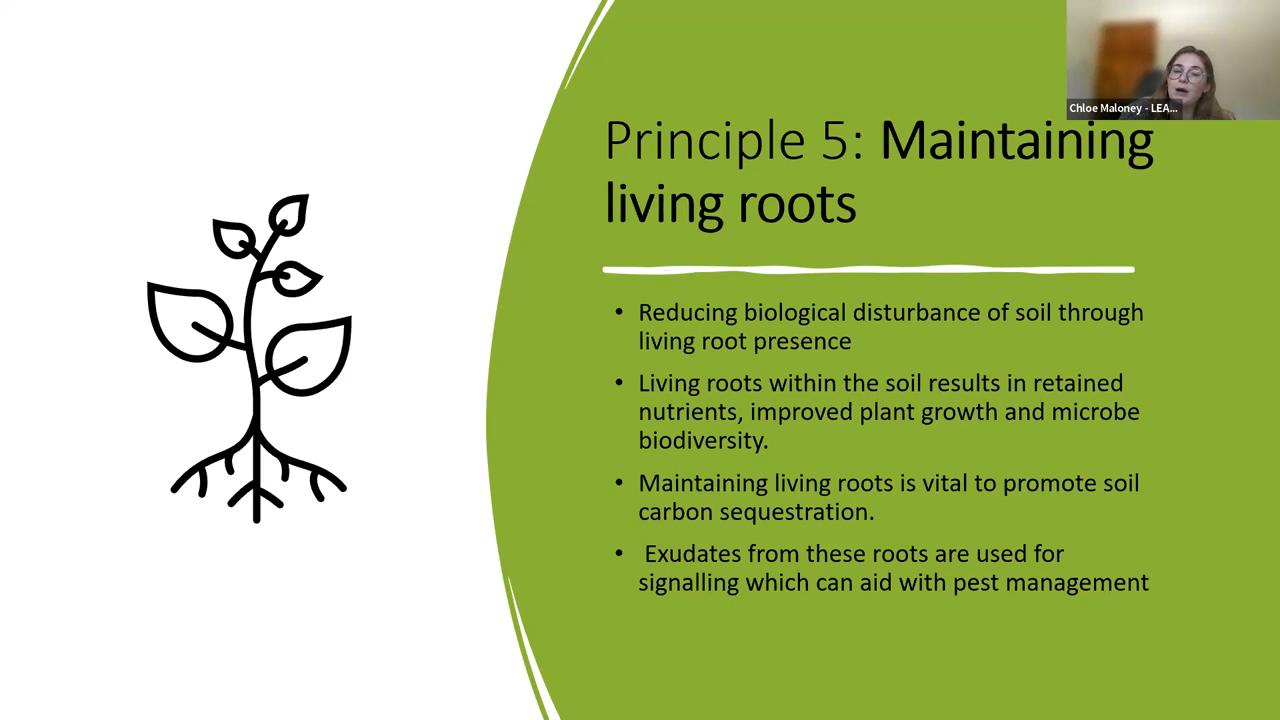 Chloe Maloney - LEA...
Principle 5: Maintaining
living roots
• Reducing biological disturbance of soil through
living root presence
• Living roots within the soil results in retained
nutrients, improved plant growth and microbe
biodiversity.
• Maintaining living roots is vital to promote soil
carbon sequestration.
• Exudates from these roots are used for
signalling which can aid with pest management